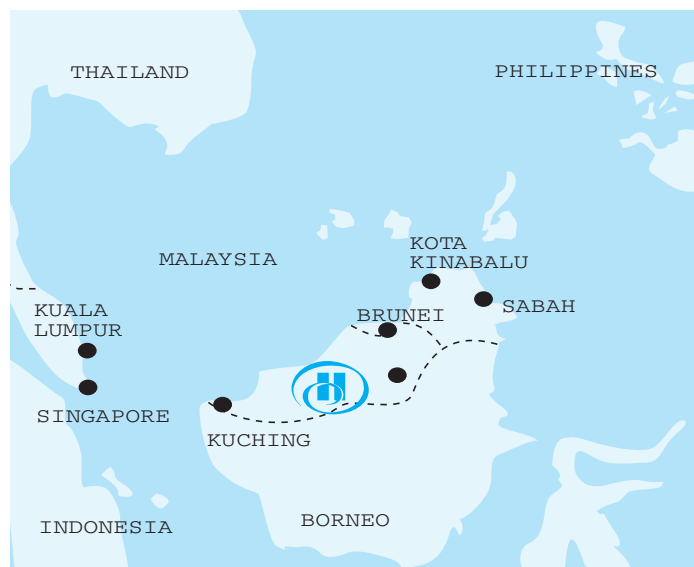 THAILAND
PHILIPPINES
KOTA
KINABALU
MALAYSIA
SABAH
KUALA
LUMPUR
BRUNEI
SINGAPORE
KUCHING
BORNEO
INDONESIA
H